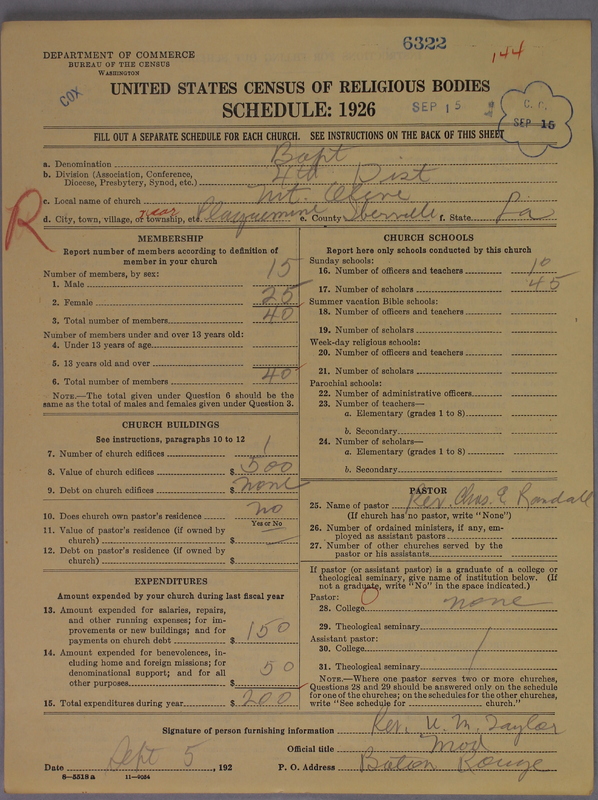 6322
144
DEPARTMENT OF COMMERCE
BUREAU OF THE CENSUS
WASHINGTON
COX
UNITED STATES CENSUS OF RELIGIOUS BODIES
SCHEDULE: 1926
SEP 15
C. C.
SEP 15
FILL OUT A SEPARATE SCHEDULE FOR EACH CHURCH. SEE INSTRUCTIONS ON THE BACK OF THIS SHEET
a. Denomination Bapt
b. Division (Association, Conference, Diocese, Presbytery, Synod, etc.) 4th Dist
c. Local name of church Mt. Olive
d. City, town, village, or township, etc. near Plaquemine e. County Iberville f. State La
R
MEMBERSHIP
Report number of members according to definition of
member in your church
Number of members, by sex:
1. Male 15
2. Female 25
3. Total number of members 40
Number of members under and over 13 years old:
4. Under 13 years of age
5. 13 years old and over
6. Total number of members 40
NOTE.—The total given under Question 6 should be
same as the total of males and females given under Question 3.
CHURCH BUILDINGS
See instructions, paragraphs 10 to 12
7. Number of church edifices 1
8. Value of church edifices $ 500
9. Debt on church edifices $ none
10. Does church own pastor's residence no
Yes or No
11. Value of pastor's residence (if owned by
church) $
12. Debt on pastor's residence (if owned by
church) $
EXPENDITURES
Amount expended by your church during last fiscal year
13. Amount expended for salaries, repairs,
and other running expenses; for im-
provements or new buildings; and for
payments on church debt $ 150
14. Amount expended for benevolences, in-
cluding home and foreign missions; for
denominational support; and for all
other purposes $ 50
15. Total expenditures during year $ 200
CHURCH SCHOOLS
Report here only schools conducted by this church
Sunday schools:
16. Number of officers and teachers 10
17. Number of scholars 45
Summer vacation Bible schools:
18. Number of officers and teachers
19. Number of scholars
Week-day religious schools:
20. Number of officers and teachers
21. Number of scholars
Parochial schools:
22. Number of administrative officers
23. Number of teachers—
a. Elementary (grades 1 to 8)
b. Secondary
24. Number of scholars—
a. Elementary (grades 1 to 8)
b. Secondary
PASTOR
25. Name of pastor Rev. Chas. E Randall
(If church has no pastor, write "None")
26. Number of ordained ministers, if any, em-
ployed as assistant pastors
27. Number of other churches served by the
pastor or his assistants
If pastor (or assistant pastor) is a graduate of a college or
theological seminary, give name of institution below. (If
not a graduate, write "No" in the space indicated.)
Pastor:
28. College none
29. Theological seminary
Assistant pastor:
30. College
31. Theological seminary
NOTE.—Where one pastor serves two or more churches,
Questions 28 and 29 should be answered only on the schedule
for one of the churches; on the schedules for the other churches,
write "See schedule for church."
Signature of person furnishing information Rev. U. M. Taylor
Official title Mod
Date Sept 5, 192 P. O. Address Baton Rouge
8—5518a 11—9034